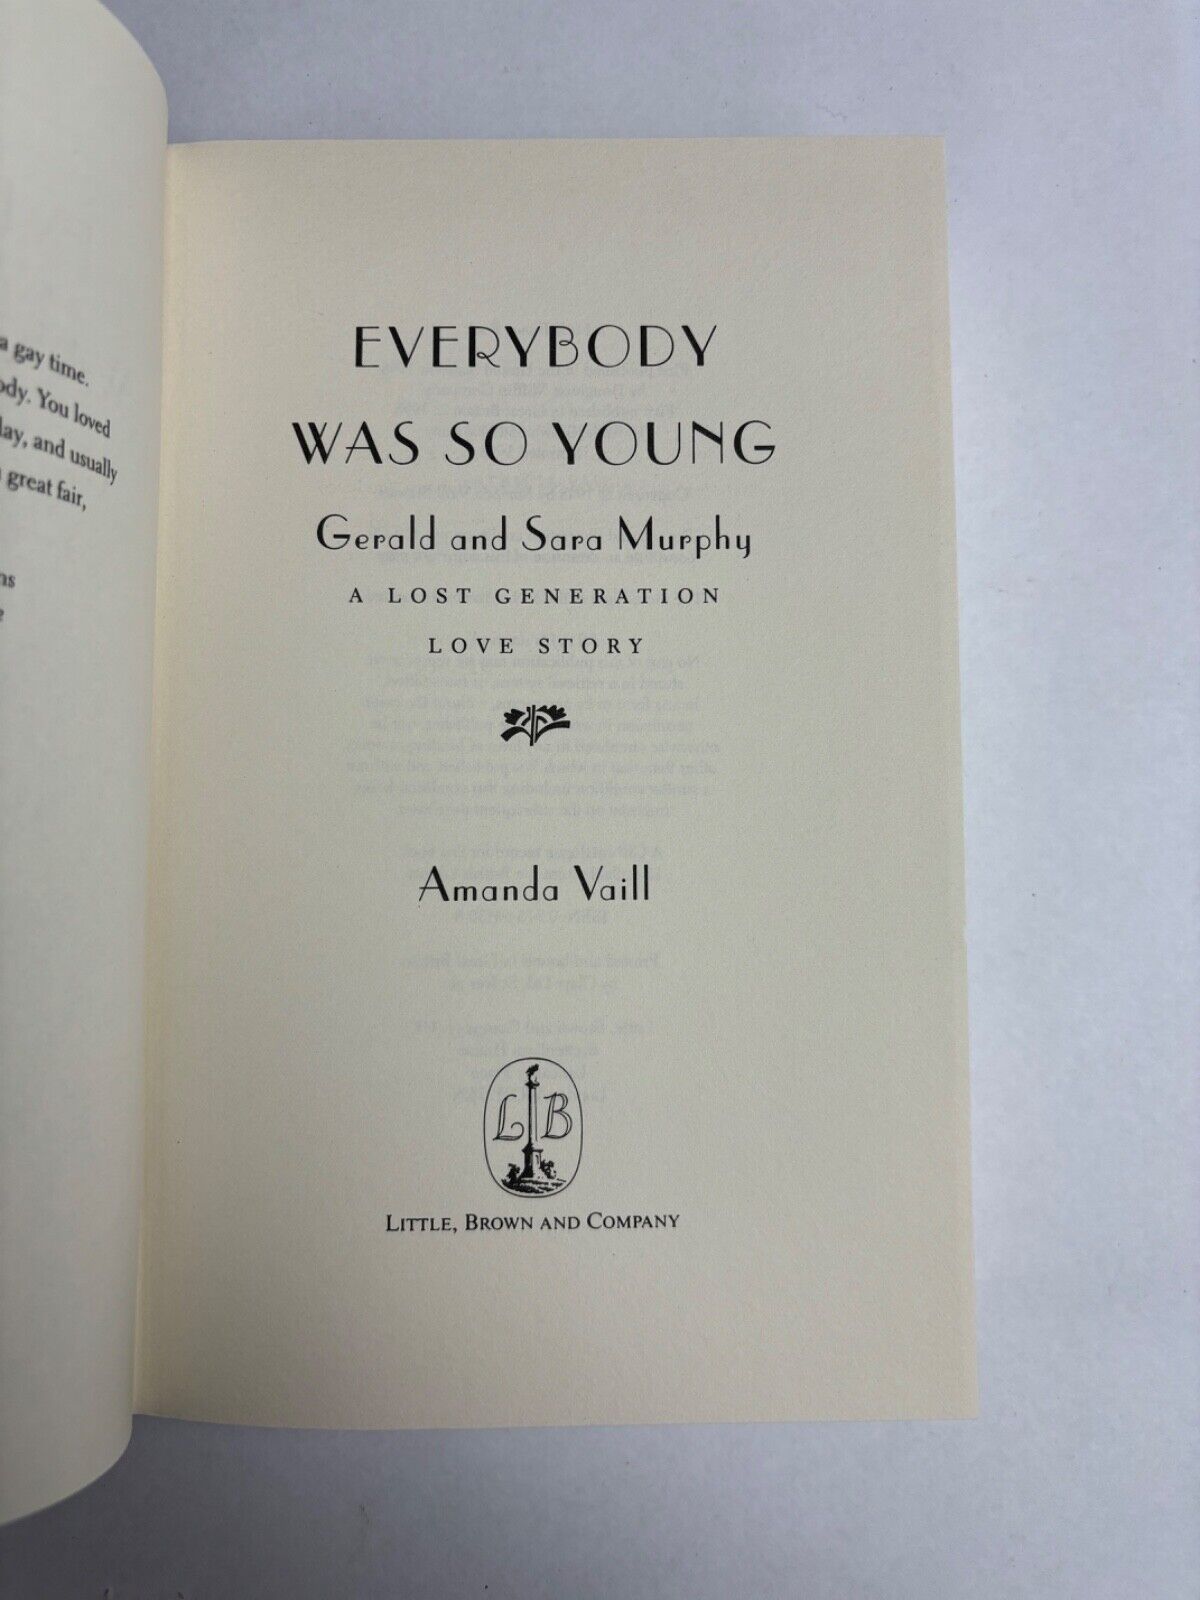 a gay time.
ody. You loved
lay, and usually
great fair,
ns
EVERYBODY
WAS SO YOUNG
Gerald and Sara Murphy
A LOST GENERATION
LOVE STORY
Amanda Vaill
L B
LITTLE, BROWN AND COMPANY